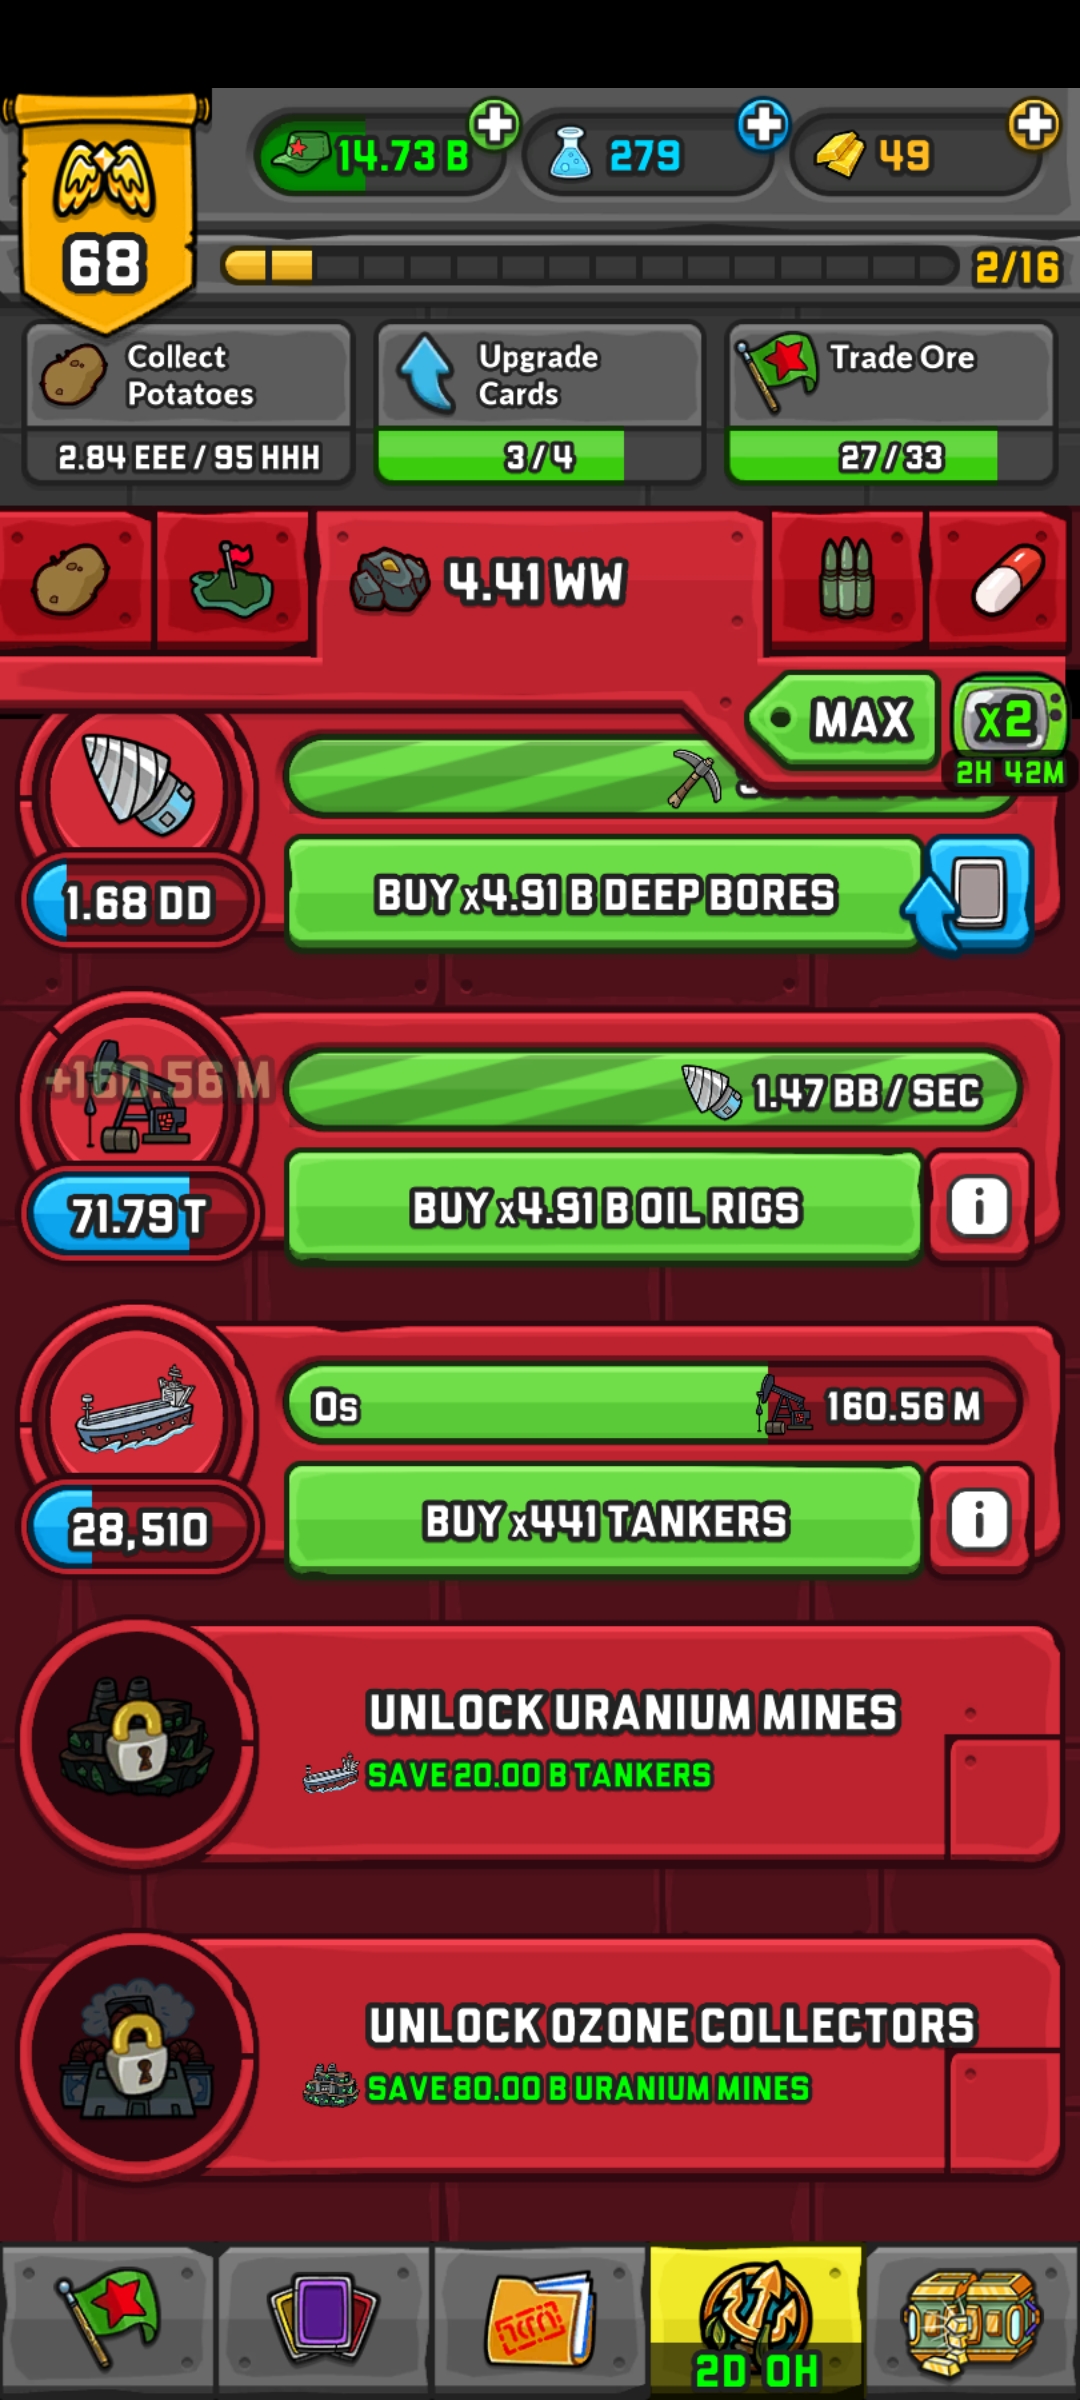 14.73 B
279
49
68
2/16
Collect
Potatoes
2.84 EEE / 95 HHH
Upgrade
Cards
3/4
Trade Ore
27/33
4.41 WW
MAX
x2
2H 42M
1.68 DD
BUY x4.91 B DEEP BORES
+160.56 M
1.47 BB / SEC
71.79 T
BUY x4.91 B OIL RIGS
i
0s
160.56 M
28,510
BUY x441 TANKERS
i
UNLOCK URANIUM MINES
SAVE 20.00 B TANKERS
UNLOCK OZONE COLLECTORS
SAVE 80.00 B URANIUM MINES
2D 0H